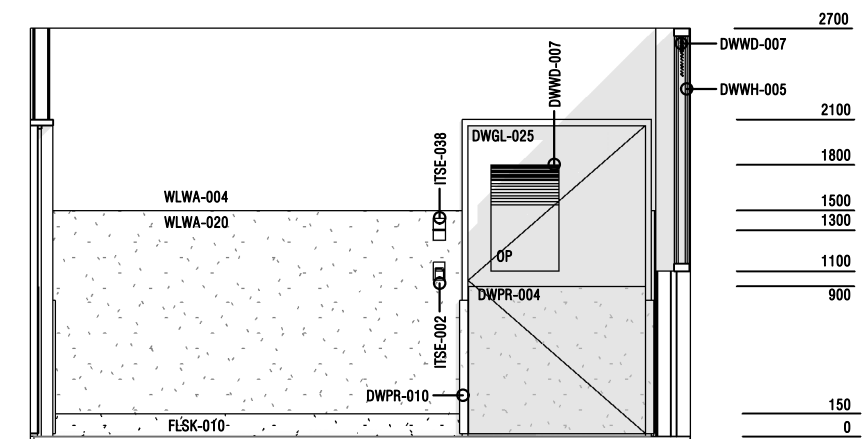 2700
DWWD-007
DWWD-007
DWWH-005
2100
DWGL-025
ITSE-038
1800
WLWA-004
1500
WLWA-020
1300
OP
1100
DWPR-004
900
ITSE-002
DWPR-010
150
FLSK-010
0